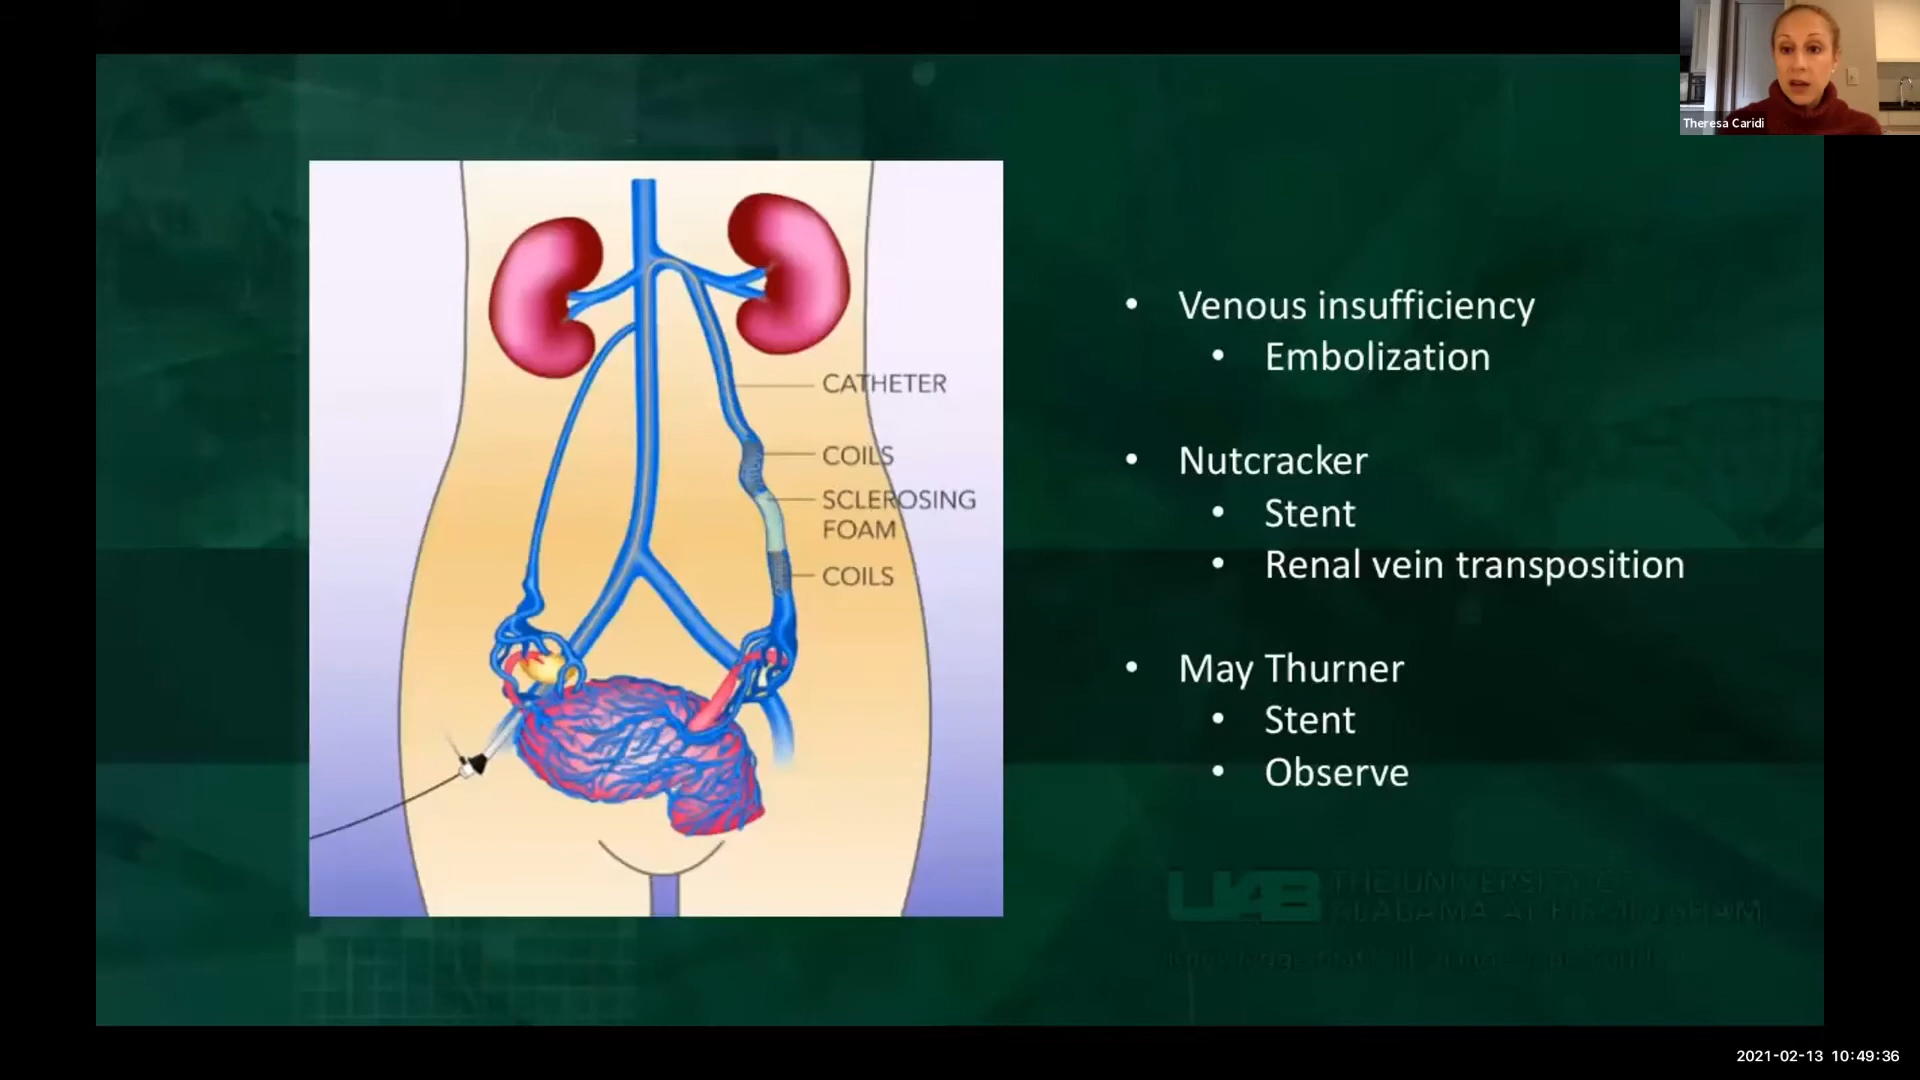 Theresa Caridi
CATHETER
COILS
SCLEROSING
FOAM
COILS
• Venous insufficiency
• Embolization
• Nutcracker
• Stent
• Renal vein transposition
• May Thurner
• Stent
• Observe
UAB THE UNIVERSITY OF
ALABAMA AT BIRMINGHAM
2021-02-13 10:49:36